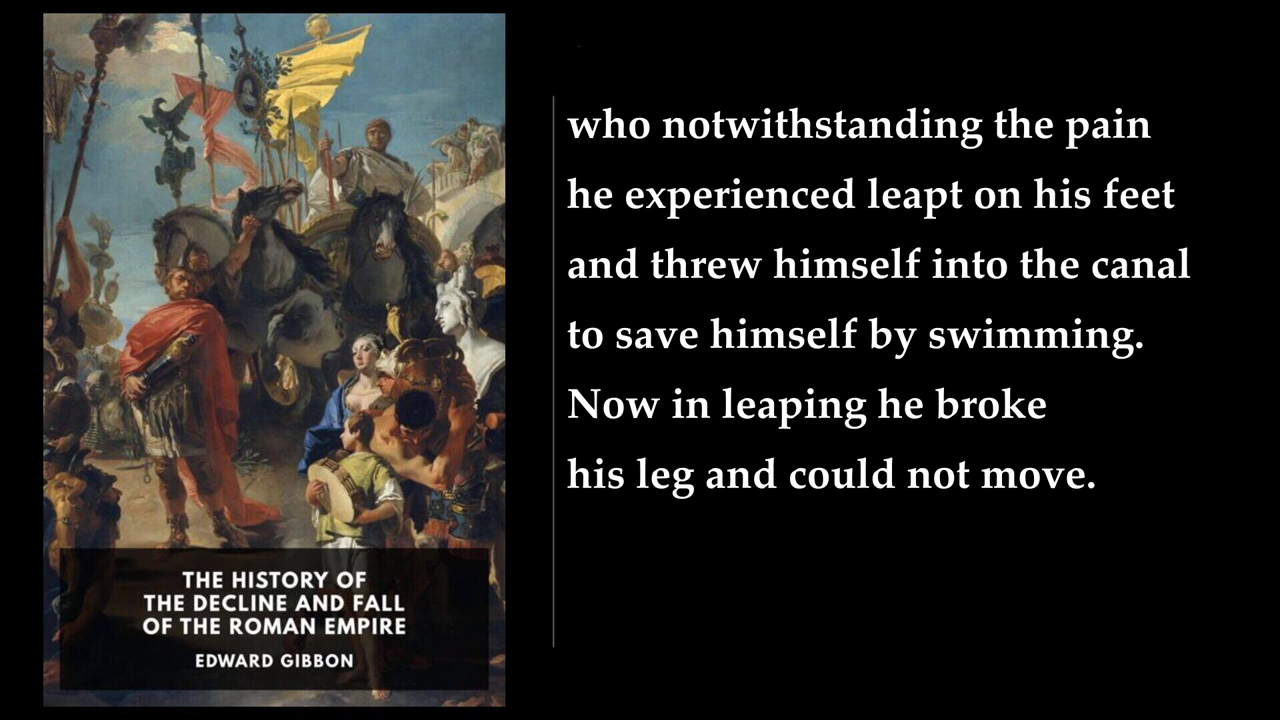 THE HISTORY OF
THE DECLINE AND FALL
OF THE ROMAN EMPIRE
EDWARD GIBBON
who notwithstanding the pain
he experienced leapt on his feet
and threw himself into the canal
to save himself by swimming.
Now in leaping he broke
his leg and could not move.